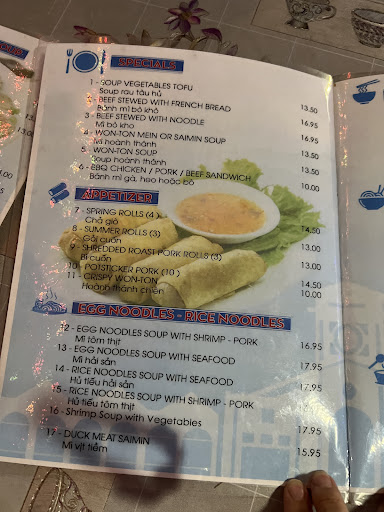 SPECIALS
1 - SOUP VEGETABLES TOFU 13.50
Soup rau tàu hủ
2 - BEEF STEWED WITH FRENCH BREAD 16.95
Bánh mì bò khô
3 - BEEF STEWED WITH NOODLE 16.95
Mì bò kho
4 - WON-TON MEIN OR SAIMIN SOUP 13.50
Mì hoành thánh
5 - WON-TON SOUP 13.50
Soup hoành thánh
6 - BBQ CHICKEN / PORK / BEEF SANDWICH 10.00
Bánh mì gà, heo hoặc bò
APPETIZER
7 - SPRING ROLLS (4) 14.50
Chả giò
8 - SUMMER ROLLS (3) 13.00
Gỏi cuốn
9 - SHREDDED ROAST PORK ROLLS (3) 13.00
Bì cuốn
10 - POTSTICKER PORK (10) 14.50
11 - CRISPY WON-TON 10.00
Hoành thánh chiên
EGG NOODLES - RICE NOODLES
12 - EGG NOODLES SOUP WITH SHRIMP - PORK 16.95
Mì tôm thịt
13 - EGG NOODLES SOUP WITH SEAFOOD 17.95
Mì hải sản
14 - RICE NOODLES SOUP WITH SEAFOOD 17.95
Hủ tiếu hải sản
15 - RICE NOODLES SOUP WITH SHRIMP - PORK
Hủ tiếu tôm thịt
16 - Shrimp Soup with Vegetables 17.95
17 - DUCK MEAT SAIMIN 15.95
Mì vịt tiềm